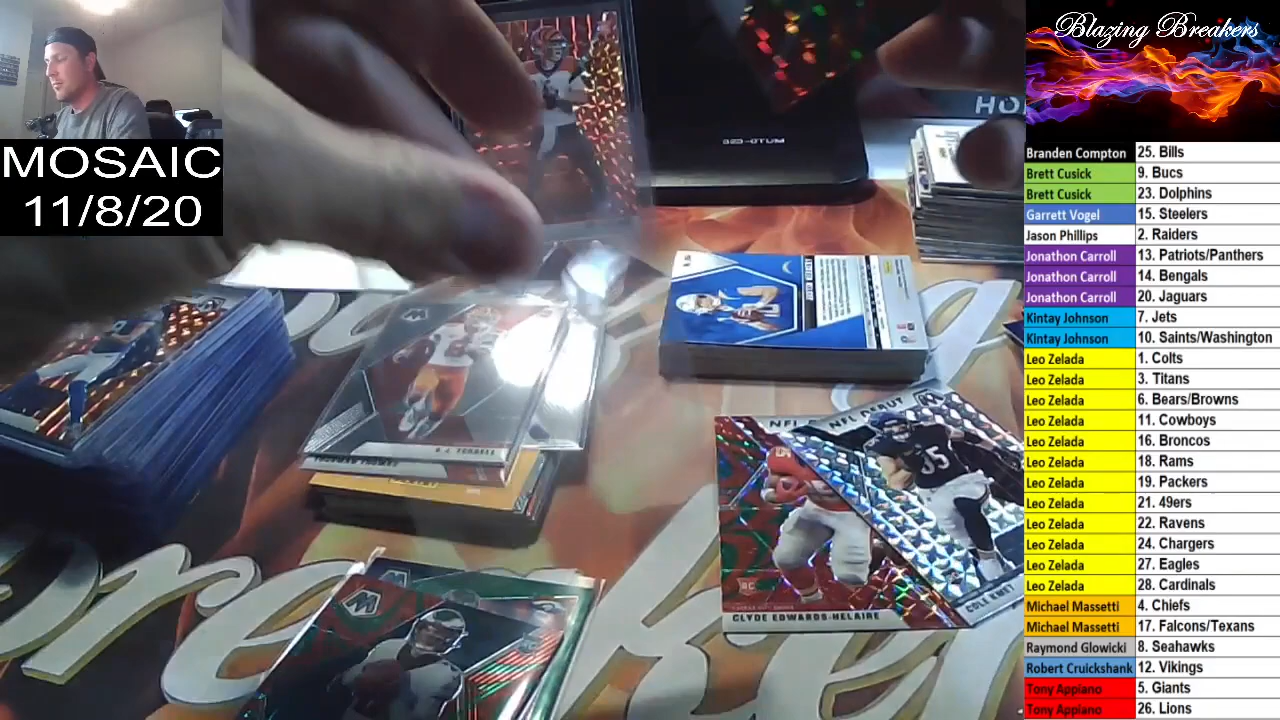 Blazing Breakers
MOSAIC
11/8/20
HO
NFL DEBUT
RC
CLYDE EDWARDS-HELAIRE
COLE KMET
A.J. TERRELL
Branden Compton 25. Bills
Brett Cusick 9. Bucs
Brett Cusick 23. Dolphins
Garrett Vogel 15. Steelers
Jason Phillips 2. Raiders
Jonathon Carroll 13. Patriots/Panthers
Jonathon Carroll 14. Bengals
Jonathon Carroll 20. Jaguars
Kintay Johnson 7. Jets
Kintay Johnson 10. Saints/Washington
Leo Zelada 1. Colts
Leo Zelada 3. Titans
Leo Zelada 6. Bears/Browns
Leo Zelada 11. Cowboys
Leo Zelada 16. Broncos
Leo Zelada 18. Rams
Leo Zelada 19. Packers
Leo Zelada 21. 49ers
Leo Zelada 22. Ravens
Leo Zelada 24. Chargers
Leo Zelada 27. Eagles
Leo Zelada 28. Cardinals
Michael Massetti 4. Chiefs
Michael Massetti 17. Falcons/Texans
Raymond Glowicki 8. Seahawks
Robert Cruickshank 12. Vikings
Tony Appiano 5. Giants
Tony Appiano 26. Lions